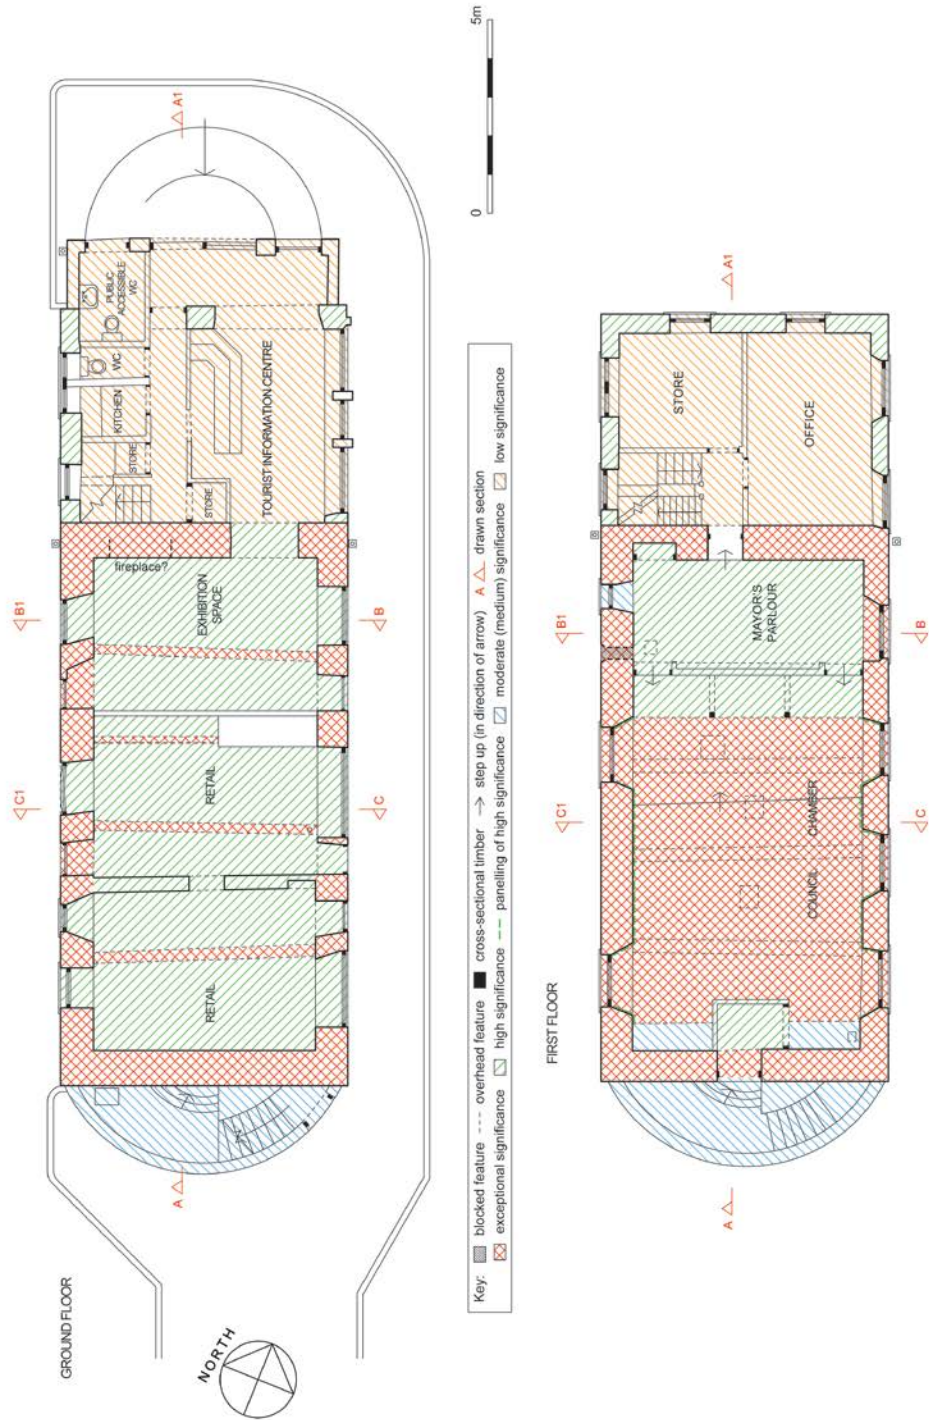 GROUND FLOOR
NORTH
A
A1
B1
B
C1
C
RETAIL
RETAIL
EXHIBITION
SPACE
fireplace?
STORE
STORE
KITCHEN
WC
PUBLIC
ACCESSIBLE
WC
TOURIST INFORMATION CENTRE
0 5m
Key: blocked feature overhead feature cross-sectional timber step up (in direction of arrow) A drawn section
exceptional significance high significance panelling of high significance moderate (medium) significance low significance
FIRST FLOOR
A
A1
B1
B
C1
C
COUNCIL CHAMBER
MAYOR'S
PARLOUR
STORE
OFFICE